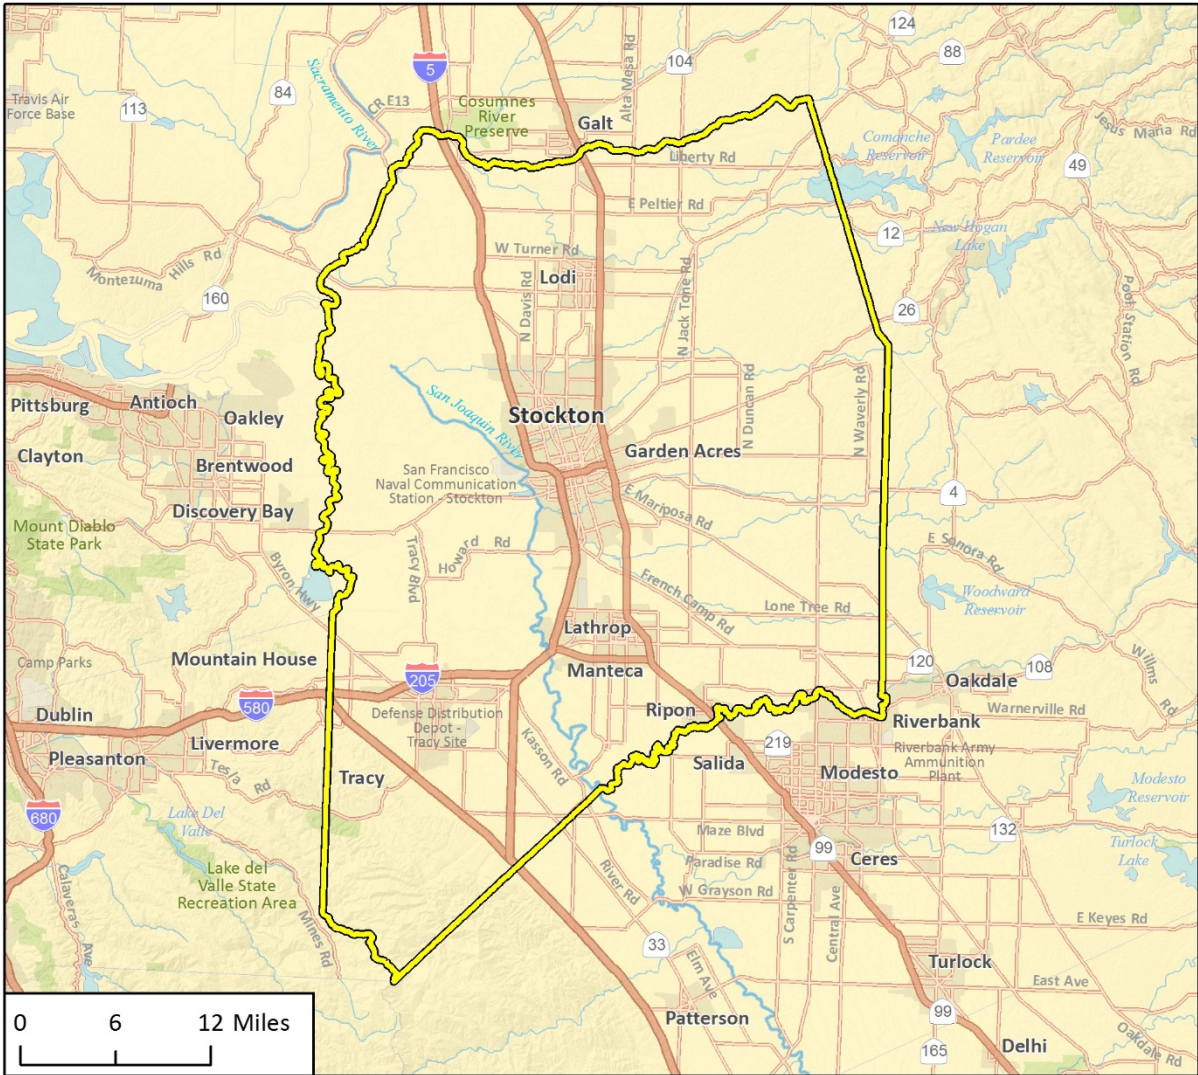 124
88
104
Alta Mesa Rd
5
84
113
Travis Air
Force Base
Sacramento River
CR E13
Cosumnes
River
Preserve
Galt
Jesus Maria Rd
Comanche
Reservoir
Pardee
Reservoir
49
Liberty Rd
E Peltier Rd
12
New Hogan
Lake
W Turner Rd
Lodi
Montezuma Hills Rd
160
N Davis Rd
N Jack Tone Rd
26
Pool Station Rd
Pittsburg
Antioch
Oakley
San Joaquin River
Stockton
N Duncan Rd
N Waverly Rd
Clayton
Brentwood
Garden Acres
San Francisco
Naval Communication
Station - Stockton
4
Discovery Bay
E Mariposa Rd
Mount Diablo
State Park
Byron Hwy
Tracy Blvd
Howard Rd
E Sonora Rd
French Camp Rd
Lone Tree Rd
Woodward
Reservoir
Lathrop
Camp Parks
Mountain House
Manteca
120
108
Willms Rd
205
Oakdale
580
Ripon
Warnerville Rd
Dublin
Defense Distribution
Depot -
Tracy Site
Riverbank
Livermore
219
Riverbank Army
Ammunition
Plant
Pleasanton
Kasson Rd
Salida
Modesto
Tesla Rd
Tracy
Modesto
Reservoir
680
Lake Del
Valle
Maze Blvd
132
99
Ceres
Turlock
Lake
Paradise Rd
Lake del
Valle State
Recreation Area
River Rd
W Grayson Rd
Calaveras Ave
Mines Rd
S Carpenter Rd
Central Ave
E Keyes Rd
33
Elm Ave
Turlock
East Ave
0 6 12 Miles
Patterson
99
165
Delhi
Oakdale Rd